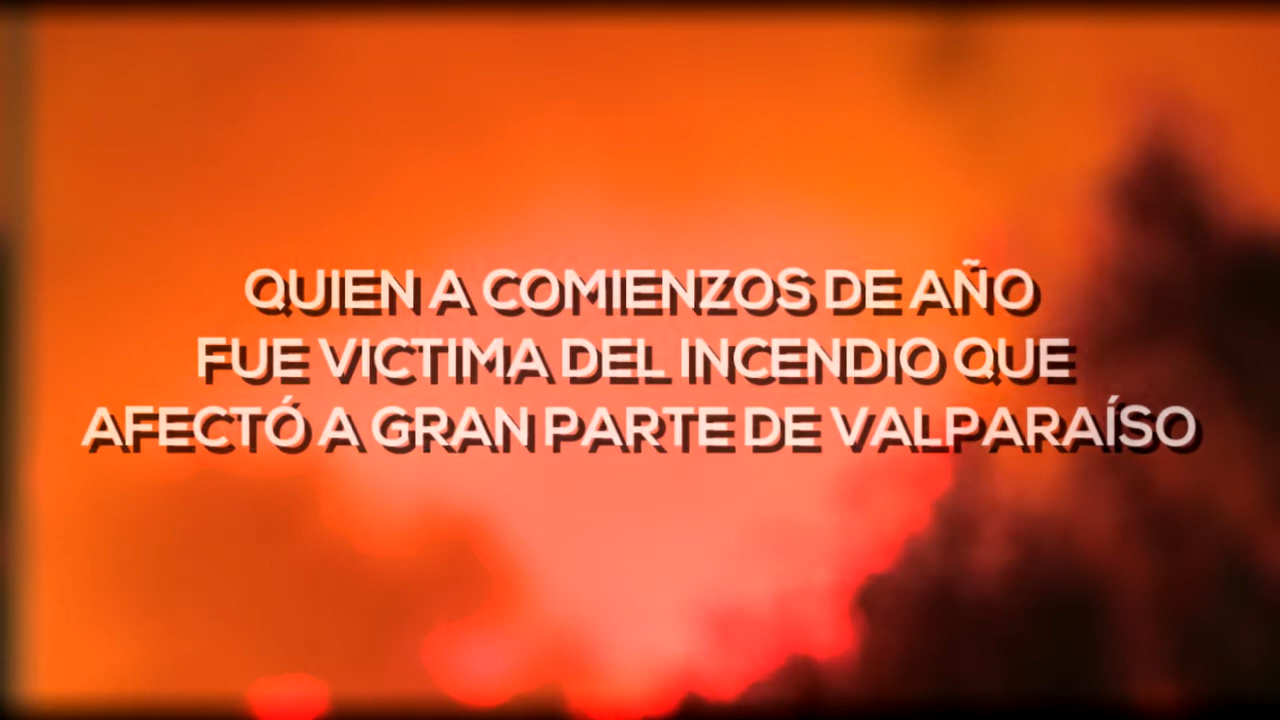 QUIEN A COMIENZOS DE AÑO
FUE VICTIMA DEL INCENDIO QUE
AFECTÓ A GRAN PARTE DE VALPARAÍSO